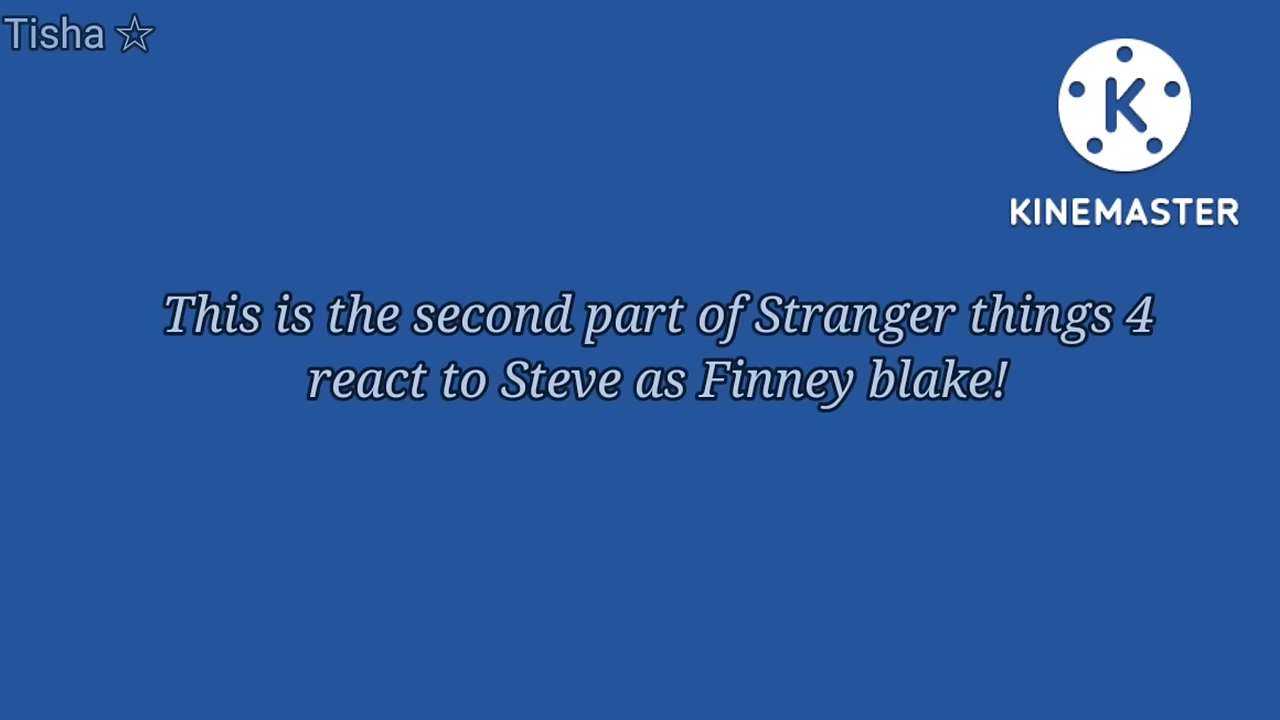 Tisha ☆
K
KINEMASTER
This is the second part of Stranger things 4
react to Steve as Finney blake!